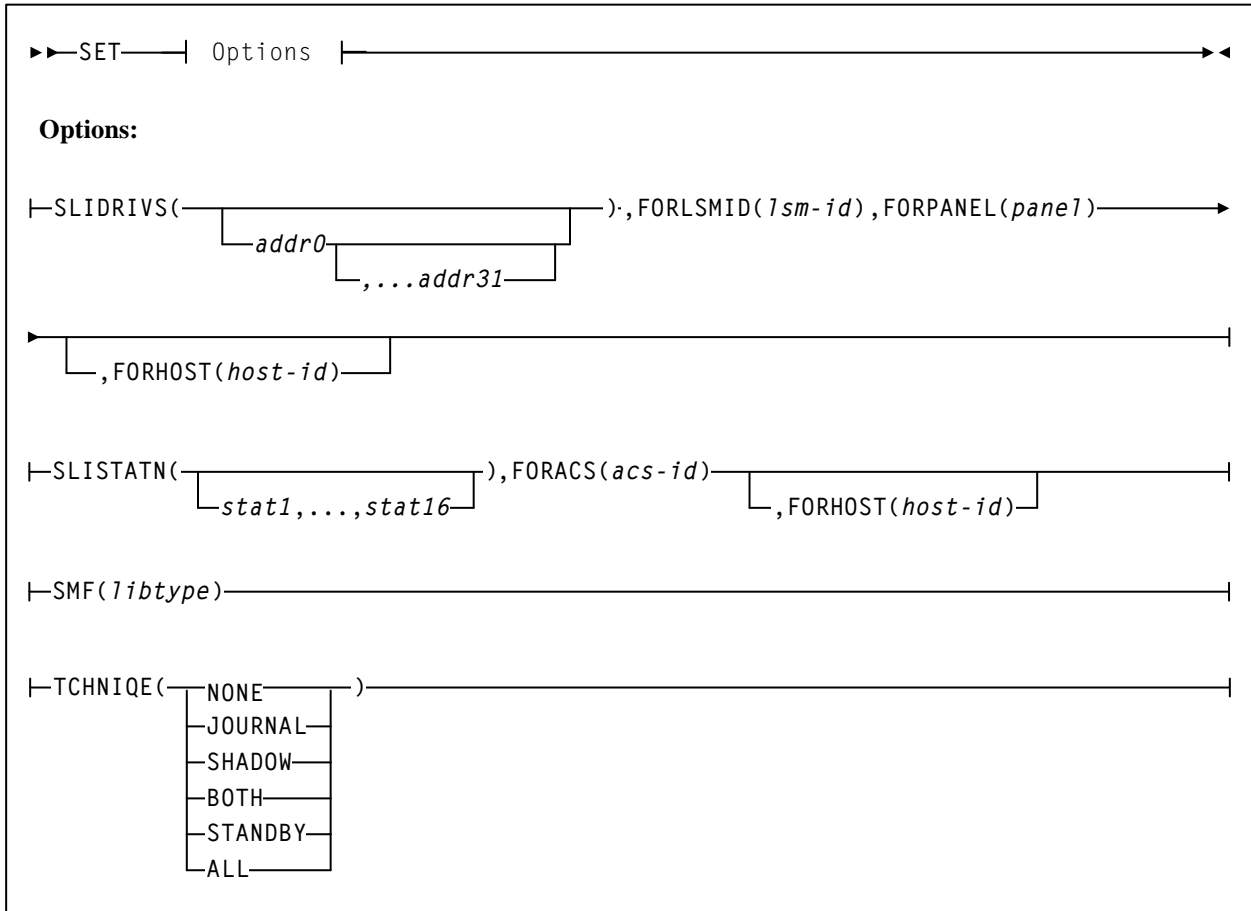 SET Options
Options:
SLIDRIVS( ) ,FORLSMID(lsm-id),FORPANEL(panel)
addr0
,...addr31
,FORHOST(host-id)
SLISTATN( ),FORACS(acs-id)
stat1,...,stat16 ,FORHOST(host-id)
SMF(libtype)
TCHNIQE( NONE )
JOURNAL
SHADOW
BOTH
STANDBY
ALL